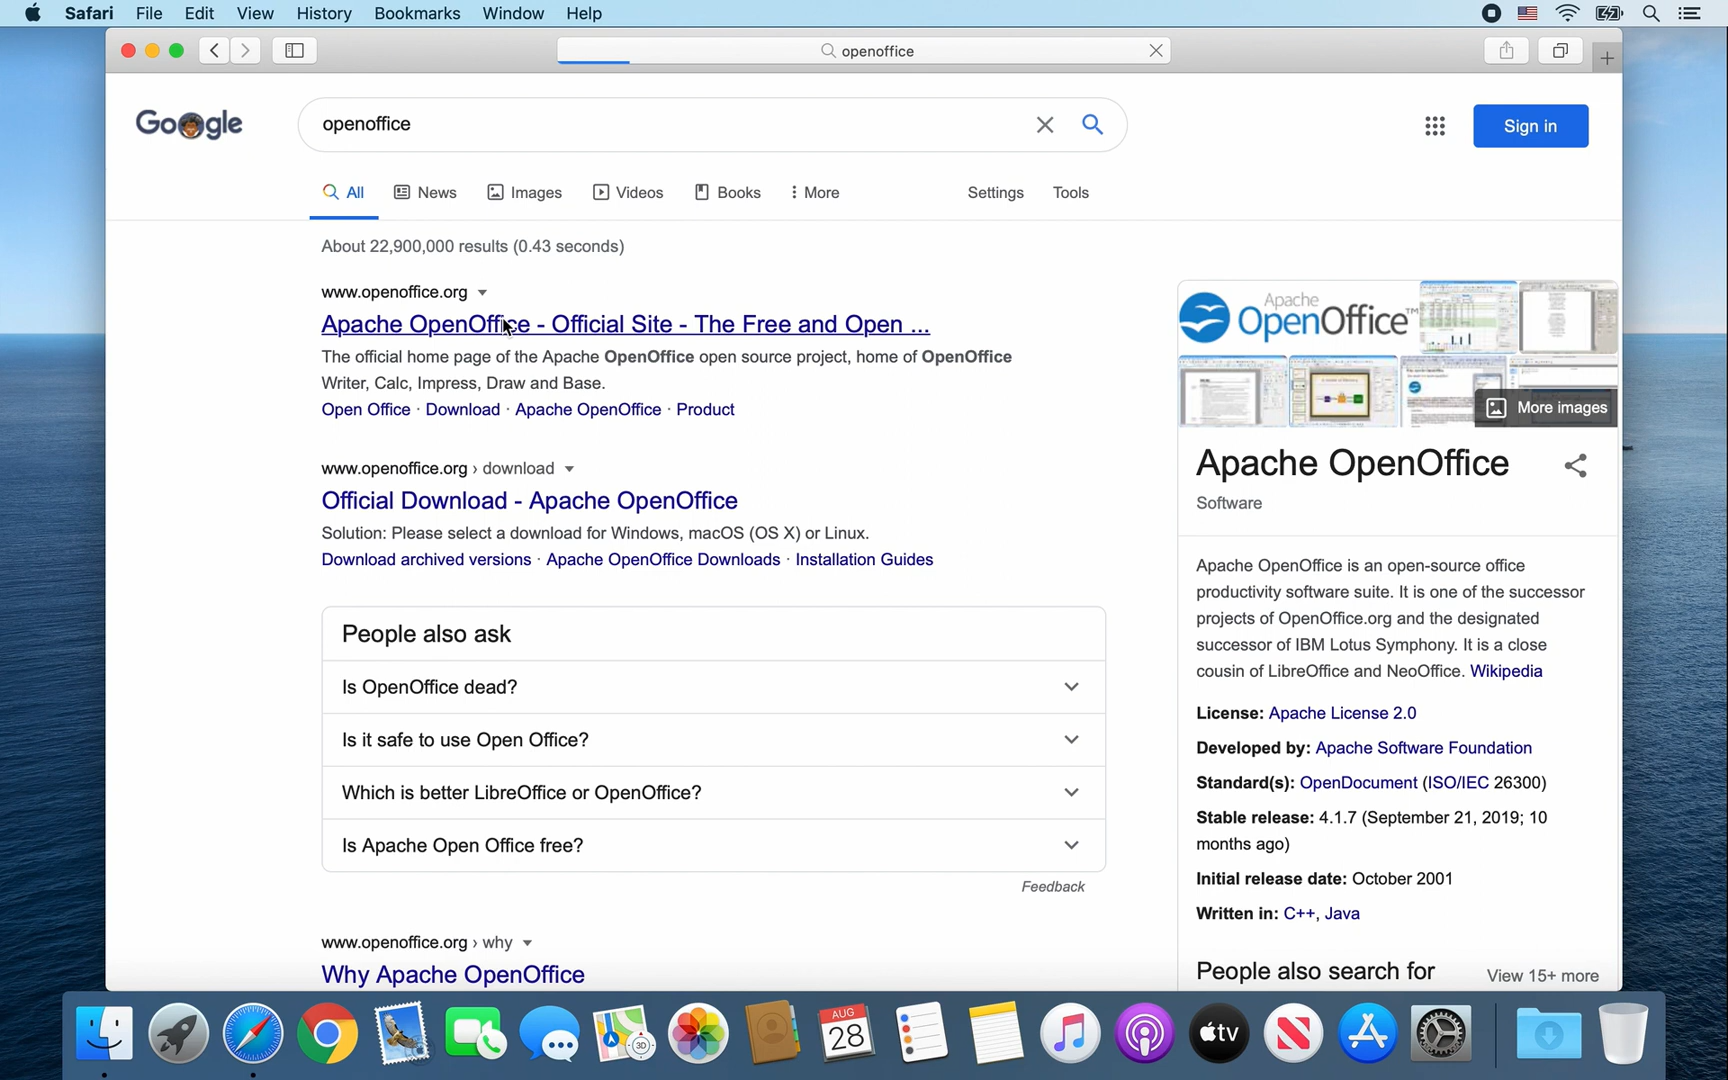 Safari File Edit View History Bookmarks Window Help
openoffice
Google
openoffice
Sign in
All News Images Videos Books More Settings Tools
About 22,900,000 results (0.43 seconds)
www.openoffice.org
Apache OpenOffice - Official Site - The Free and Open ...
The official home page of the Apache OpenOffice open source project, home of OpenOffice
Writer, Calc, Impress, Draw and Base.
Open Office · Download · Apache OpenOffice · Product
www.openoffice.org › download
Official Download - Apache OpenOffice
Solution: Please select a download for Windows, macOS (OS X) or Linux.
Download archived versions · Apache OpenOffice Downloads · Installation Guides
People also ask
Is OpenOffice dead?
Is it safe to use Open Office?
Which is better LibreOffice or OpenOffice?
Is Apache Open Office free?
Feedback
www.openoffice.org › why
Why Apache OpenOffice
Apache
OpenOffice™
More images
Apache OpenOffice
Software
Apache OpenOffice is an open-source office
productivity software suite. It is one of the successor
projects of OpenOffice.org and the designated
successor of IBM Lotus Symphony. It is a close
cousin of LibreOffice and NeoOffice. Wikipedia
License: Apache License 2.0
Developed by: Apache Software Foundation
Standard(s): OpenDocument (ISO/IEC 26300)
Stable release: 4.1.7 (September 21, 2019; 10
months ago)
Initial release date: October 2001
Written in: C++, Java
People also search for View 15+ more
3D
AUG
28
tv